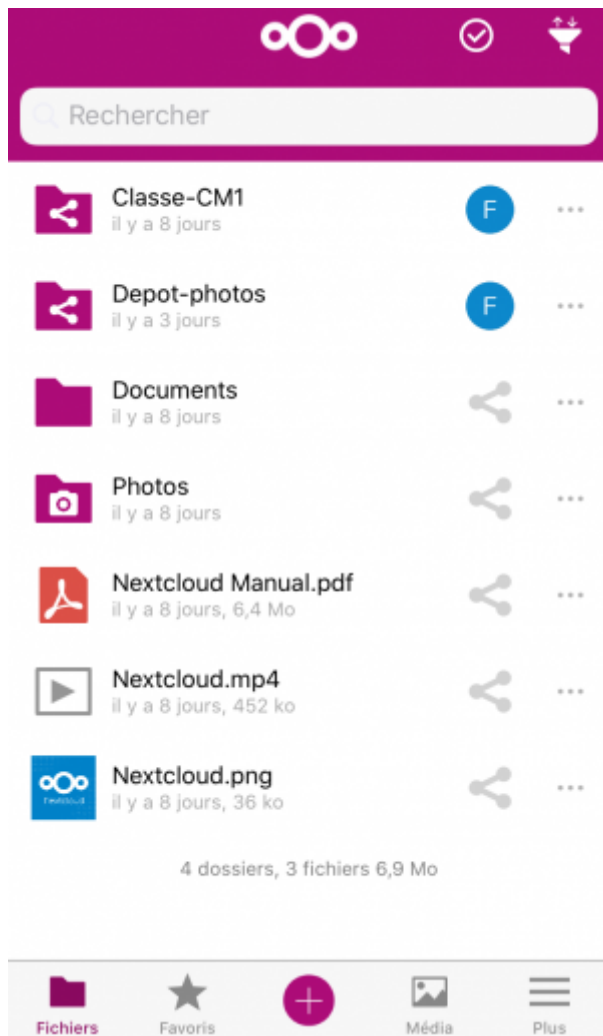 Rechercher
Classe-CM1
il y a 8 jours
F
Depot-photos
il y a 3 jours
F
Documents
il y a 8 jours
Photos
il y a 8 jours
Nextcloud Manual.pdf
il y a 8 jours, 6,4 Mo
Nextcloud.mp4
il y a 8 jours, 452 ko
Nextcloud.png
il y a 8 jours, 36 ko
4 dossiers, 3 fichiers 6,9 Mo
Fichiers Favoris Média Plus